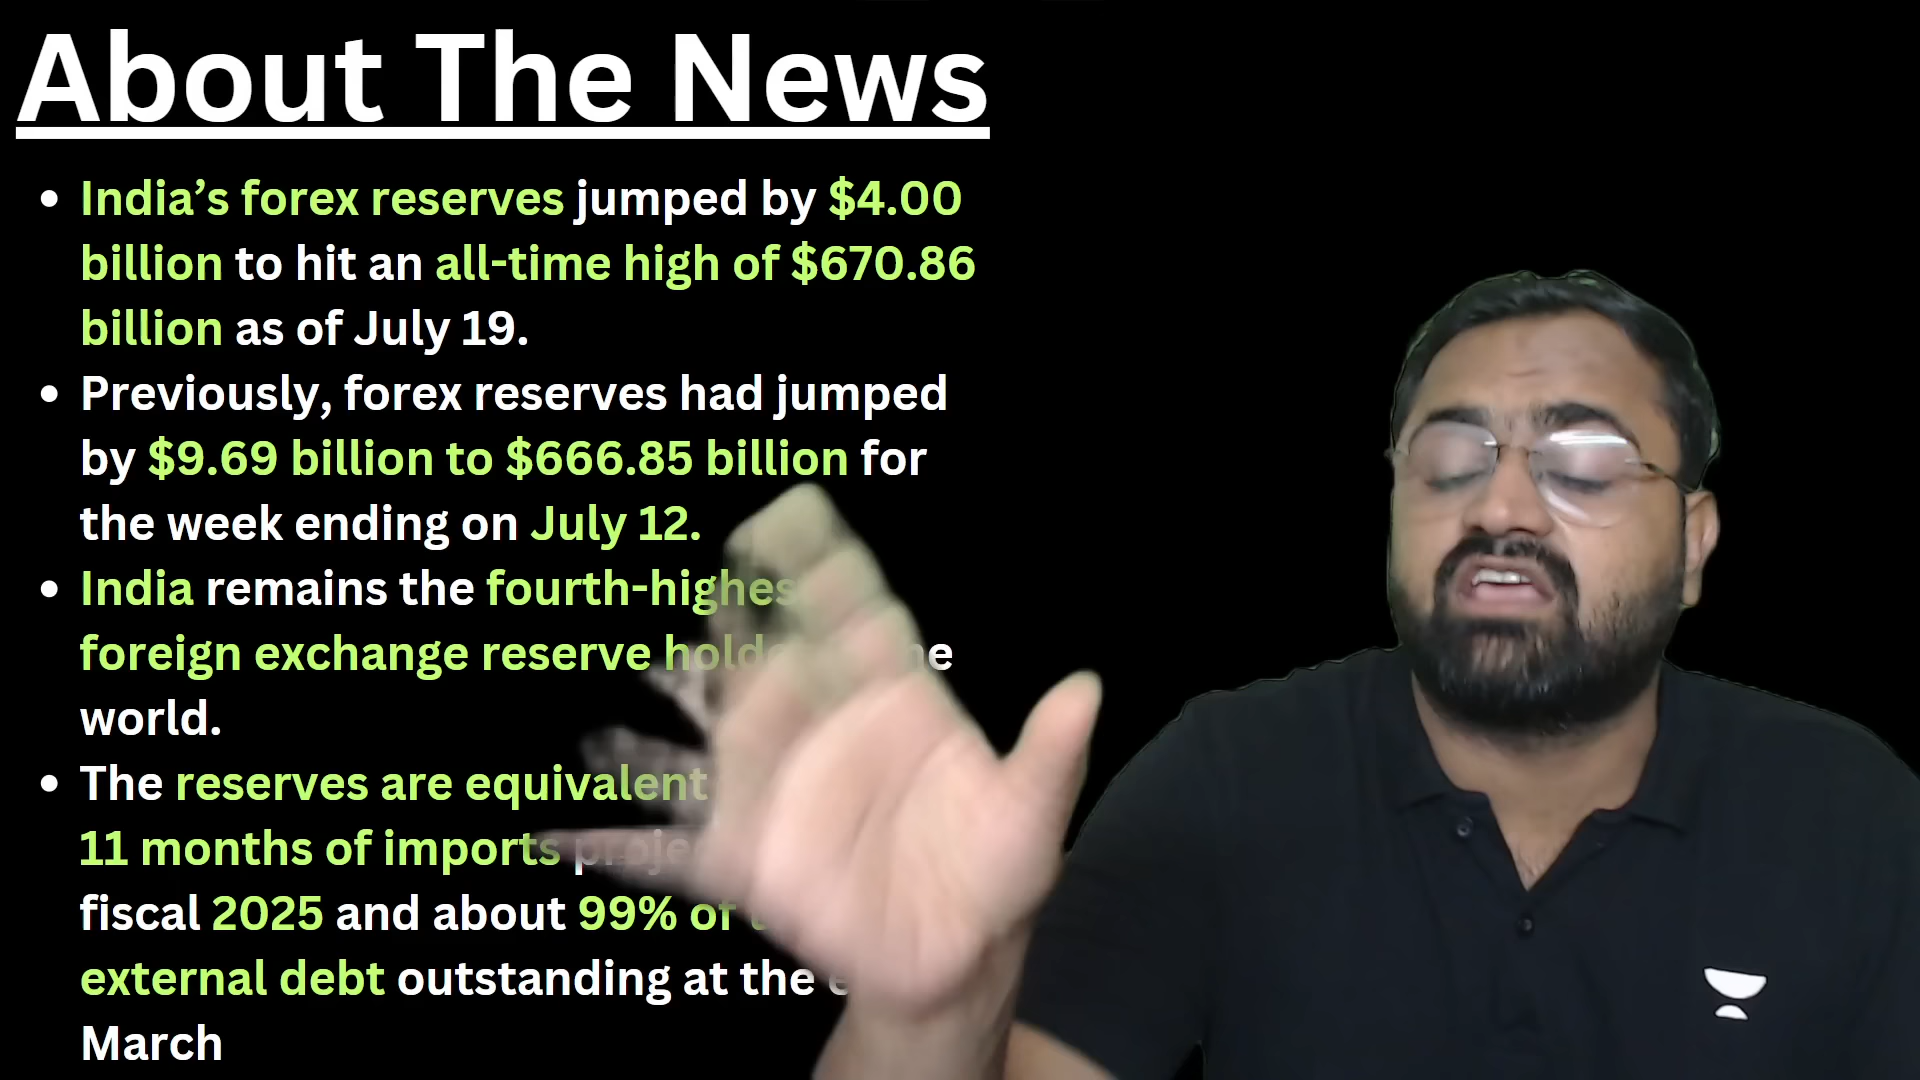 About The News
India’s forex reserves jumped by $4.00
billion to hit an all-time high of $670.86
billion as of July 19.
Previously, forex reserves had jumped
by $9.69 billion to $666.85 billion for
the week ending on July 12.
India remains the fourth-highest
foreign exchange reserve holder
world.
The reserves are equivalent
11 months of imports
fiscal 2025 and about 99% of
external debt outstanding at the
March